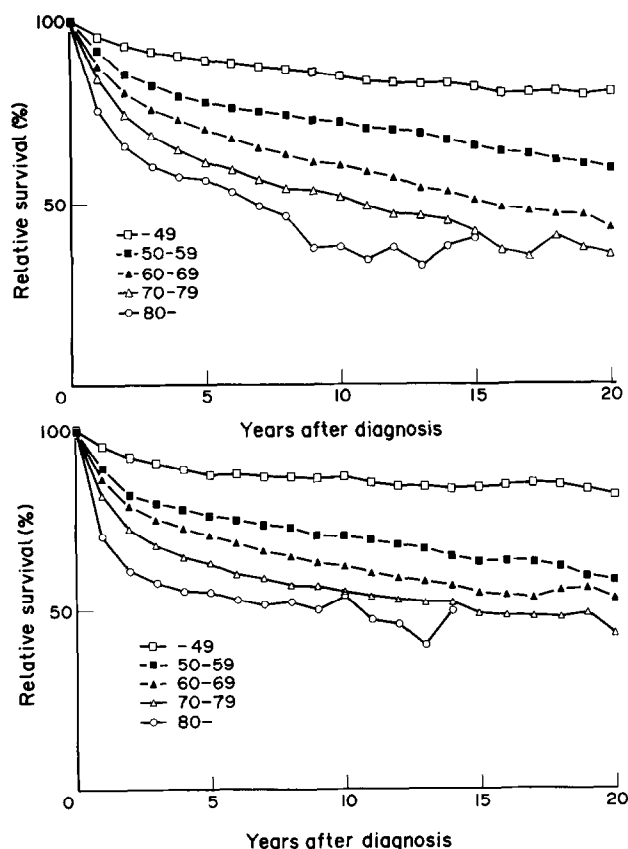 100
Relative survival (%)
50
-49
50-59
60-69
70-79
80-
0 5 10 15 20
Years after diagnosis
100
Relative survival (%)
50
-49
50-59
60-69
70-79
80-
0 5 10 15 20
Years after diagnosis